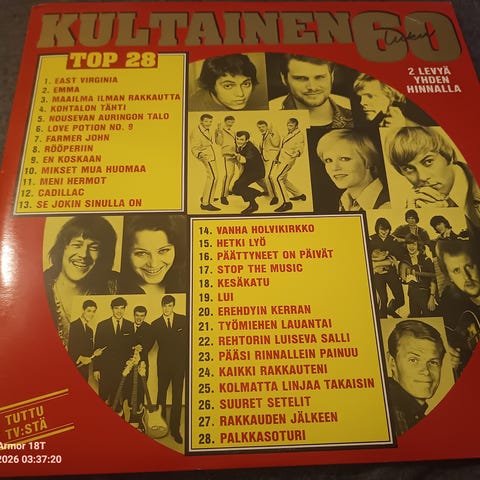 KULTAINEN 60
luku
TOP 28
2 LEVYÄ
YHDEN
HINNALLA
1. EAST VIRGINIA
2. EMMA
3. MAAILMA ILMAN RAKKAUTTA
4. KOHTALON TÄHTI
5. NOUSEVAN AURINGON TALO
6. LOVE POTION NO. 9
7. FARMER JOHN
8. RÖÖPERIIN
9. EN KOSKAAN
10. MIKSET MUA HUOMAA
11. MENI HERMOT
12. CADILLAC
13. SE JOKIN SINULLA ON
14. VANHA HOLVIKIRKKO
15. HETKI LYÖ
16. PÄÄTTYNEET ON PÄIVÄT
17. STOP THE MUSIC
18. KESÄKATU
19. LUI
20. EREHDYIN KERRAN
21. TYÖMIEHEN LAUANTAI
22. REHTORIN LUISEVA SALLI
23. PÄÄSI RINNALLEIN PAINUU
24. KAIKKI RAKKAUTENI
25. KOLMATTA LINJAA TAKAISIN
26. SUURET SETELIT
27. RAKKAUDEN JÄLKEEN
28. PALKKASOTURI
TUTTU
TV:STÄ
Armor 18T
2026 03:37:20